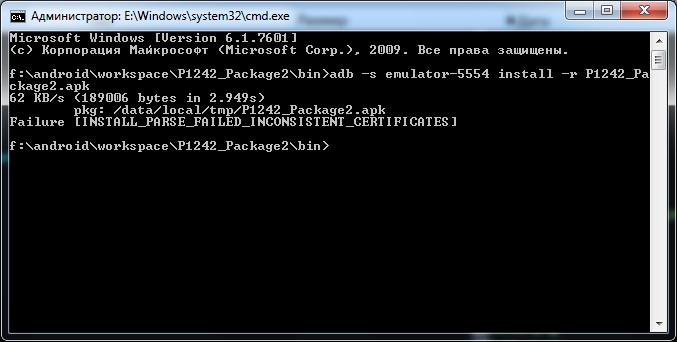 Администратор: E:\Windows\system32\cmd.exe
Microsoft Windows [Version 6.1.7601]
(c) Корпорация Майкрософт (Microsoft Corp.), 2009. Все права защищены.
f:\android\workspace\P1242_Package2\bin>adb -s emulator-5554 install -r P1242_Pa
ckage2.apk
62 KB/s (189006 bytes in 2.949s)
pkg: /data/local/tmp/P1242_Package2.apk
Failure [INSTALL_PARSE_FAILED_INCONSISTENT_CERTIFICATES]
f:\android\workspace\P1242_Package2\bin>